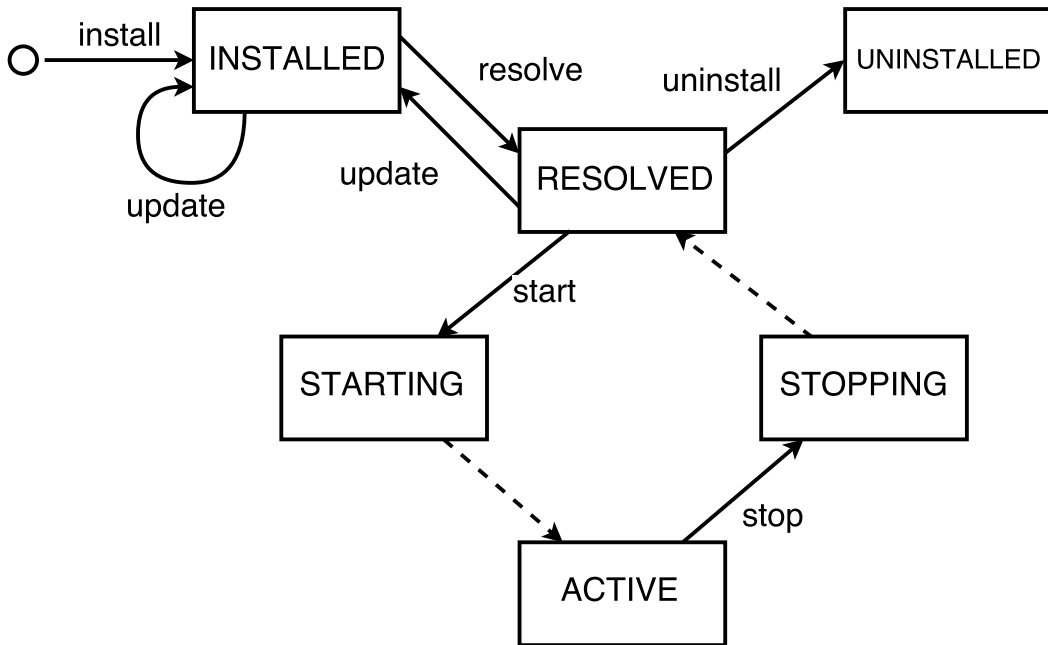 install
INSTALLED
UNINSTALLED
resolve
uninstall
update
RESOLVED
update
start
STARTING
STOPPING
stop
ACTIVE